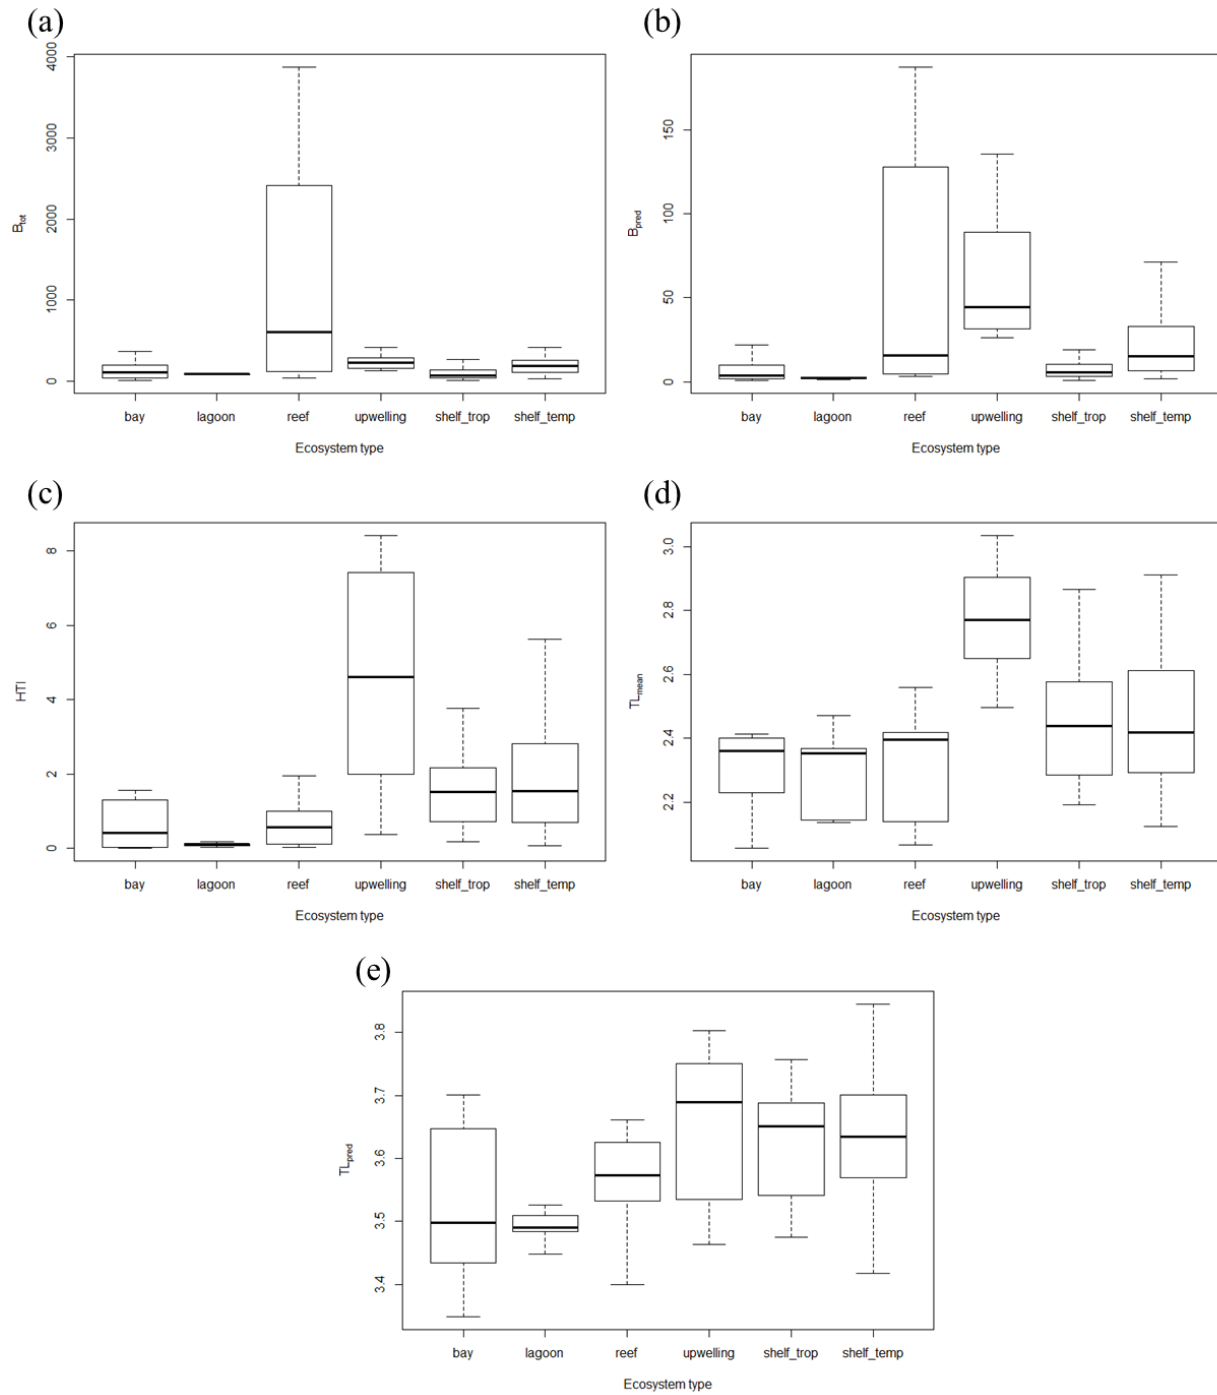 (a)
(b)
4000
3000
2000
1000
0
Btot
bay lagoon reef upwelling shelf_trop shelf_temp
Ecosystem type
150
100
50
0
Bpred
bay lagoon reef upwelling shelf_trop shelf_temp
Ecosystem type
(c)
(d)
8
6
4
2
0
HTI
bay lagoon reef upwelling shelf_trop shelf_temp
Ecosystem type
3.0
2.8
2.6
2.4
2.2
TLmean
bay lagoon reef upwelling shelf_trop shelf_temp
Ecosystem type
(e)
3.8
3.7
3.6
3.5
3.4
TLpred
bay lagoon reef upwelling shelf_trop shelf_temp
Ecosystem type